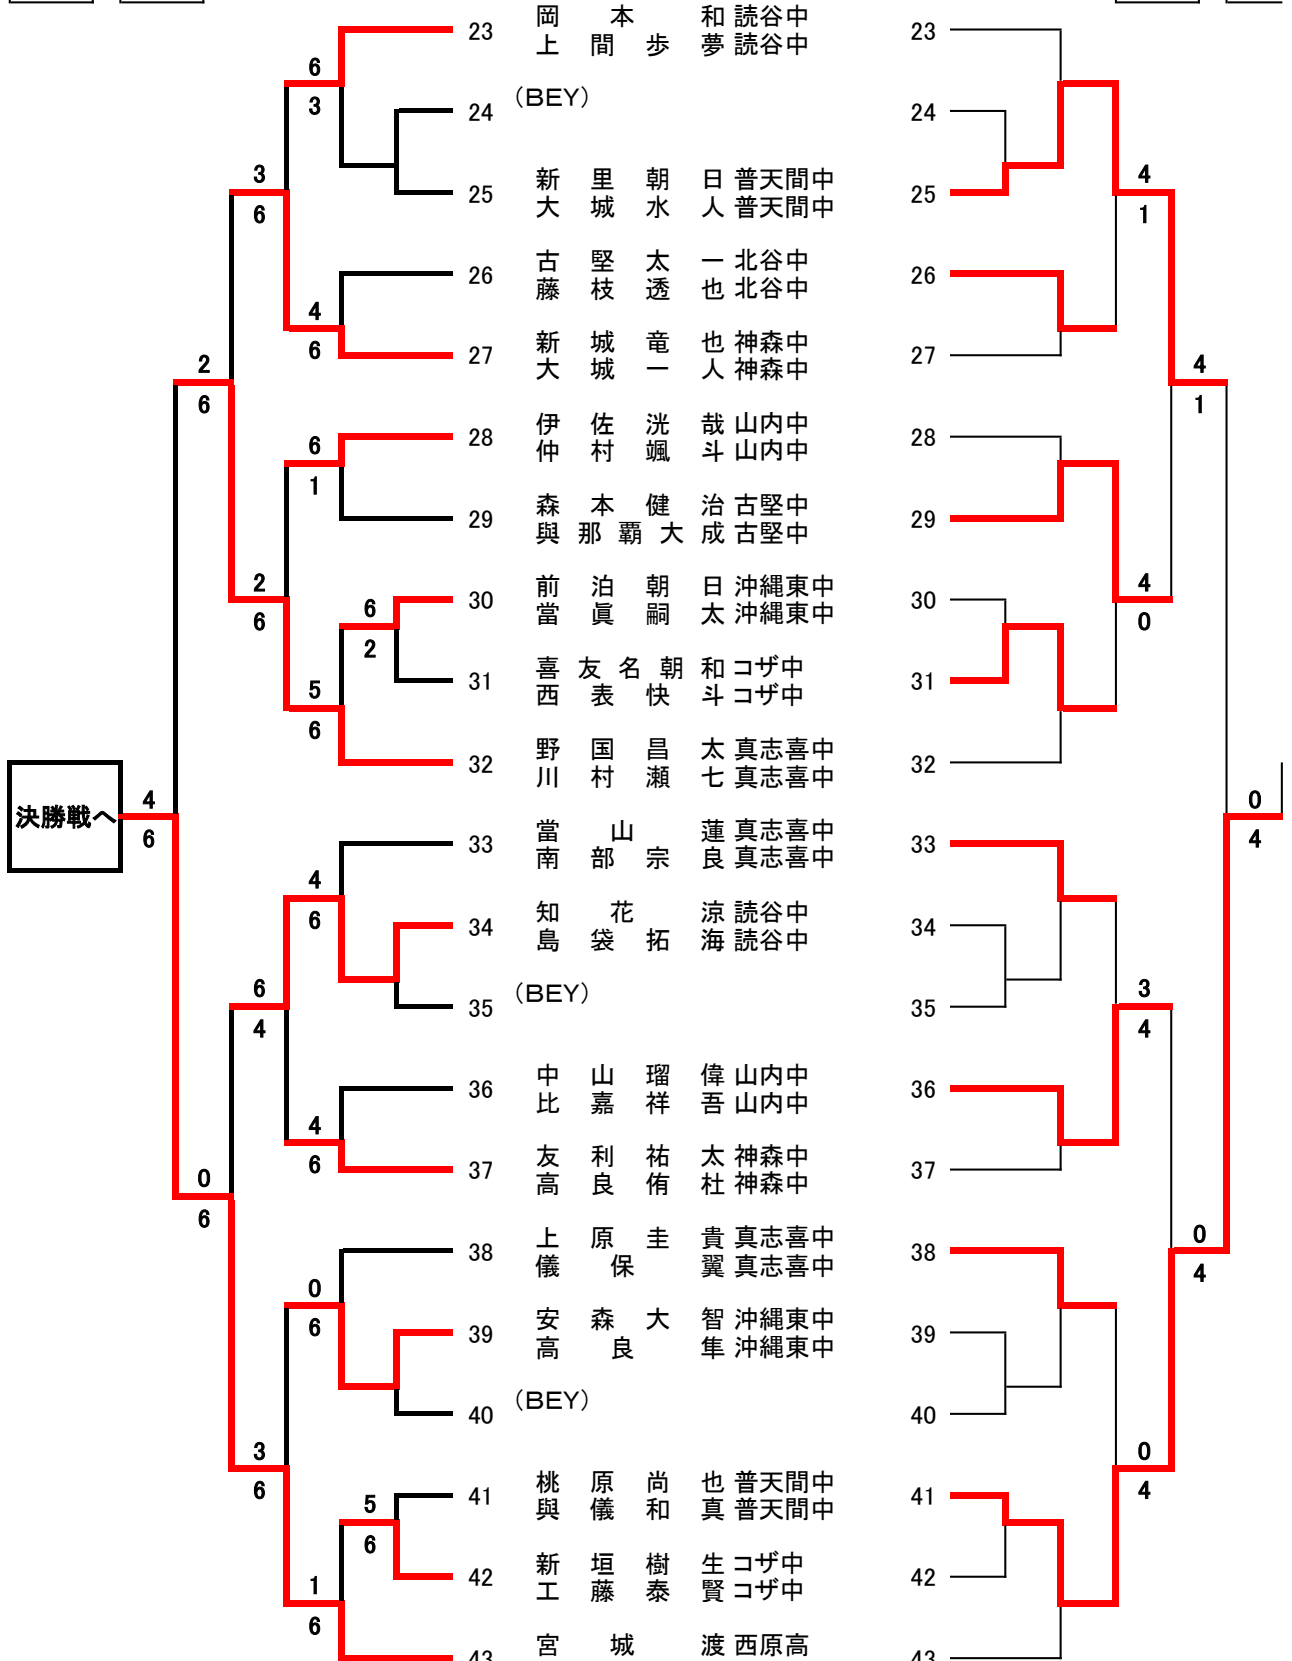 岡本和 読谷中
23 23
上間歩夢 読谷中
6
3
(BEY)
24 24
3 4
新里朝日 普天間中
25 25
大城水人 普天間中
6 1
古堅太一 北谷中
26 26
藤枝透也 北谷中
4
新城竜也 神森中
6 27 27
大城一人 神森中
2 4
6 1
伊佐洸哉 山内中
28 28
6
仲村颯斗 山内中
1
森本健治 古堅中
29 29
與那覇大成 古堅中
2 4
前泊朝日 沖縄東中
6 30 30
當眞嗣太 沖縄東中
6 0
2
喜友名朝和 コザ中
31 31
5
西表快斗 コザ中
6
野国昌太 真志喜中
32 32
川村瀬七 真志喜中
4 0
決勝戦へ
6 4
當山蓮 真志喜中
33 33
南部宗良 真志喜中
4
6
知花涼 読谷中
34 34
島袋拓海 読谷中
6 3
(BEY)
35 35
4 4
中山瑠偉 山内中
36 36
比嘉祥吾 山内中
4
友利祐太 神森中
6 37 37
高良侑杜 神森中
0
6
上原圭貴 真志喜中
0
38 38
儀保翼 真志喜中
4
0
安森大智 沖縄東中
6 39 39
高良隼 沖縄東中
(BEY)
40 40
3 0
桃原尚也 普天間中
6 4
41 41
5
與儀和真 普天間中
6
新垣樹生 コザ中
42 42
1
工藤泰賢 コザ中
6
宮城渡 西原高
43 43